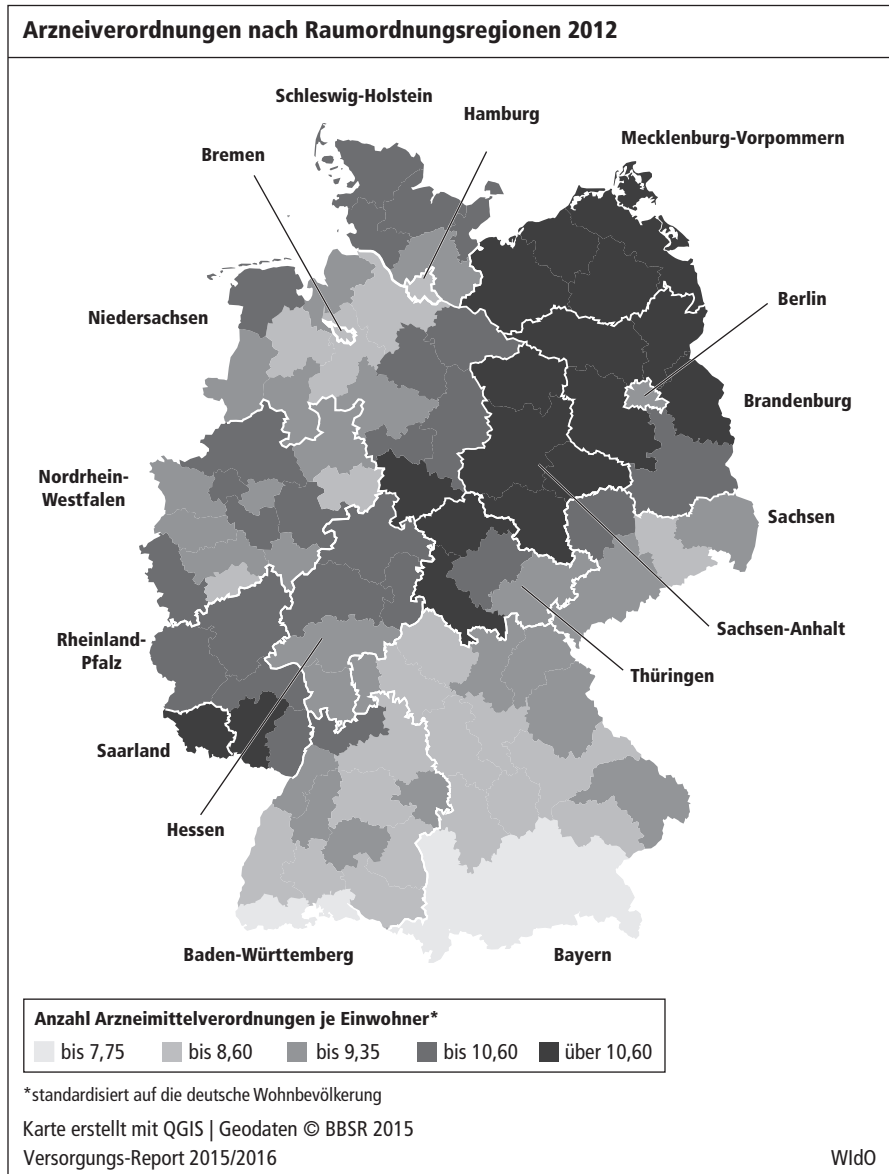 Arzneiverordnungen nach Raumordnungsregionen 2012
Schleswig-Holstein
Hamburg
Mecklenburg-Vorpommern
Bremen
Berlin
Niedersachsen
Brandenburg
Nordrhein-
Westfalen
Sachsen
Sachsen-Anhalt
Rheinland-
Pfalz
Thüringen
Saarland
Hessen
Baden-Württemberg
Bayern
Anzahl Arzneimittelverordnungen je Einwohner*
bis 7,75 bis 8,60 bis 9,35 bis 10,60 über 10,60
*standardisiert auf die deutsche Wohnbevölkerung
Karte erstellt mit QGIS | Geodaten © BBSR 2015
Versorgungs-Report 2015/2016 WIdO